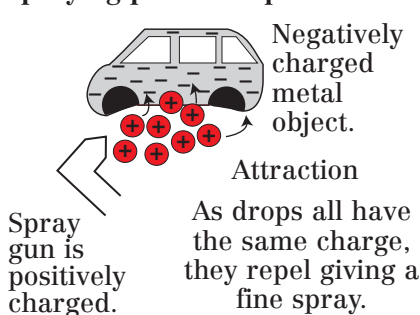 Negatively
charged
metal
object.
Attraction
Spray
gun is
positively
charged.
As drops all have
the same charge,
they repel giving a
fine spray.